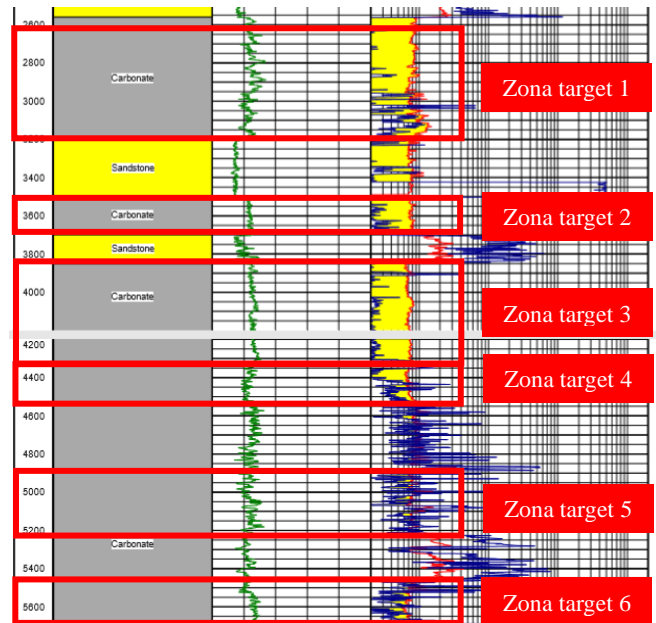 2600
2800
Carbonate
Zona target 1
3000
3200
Sandstone
3400
3600
Carbonate
Zona target 2
Sandstone
3800
4000
Carbonate
Zona target 3
4200
4400
Zona target 4
4600
4800
5000
Zona target 5
5200
Carbonate
5400
5600
Zona target 6